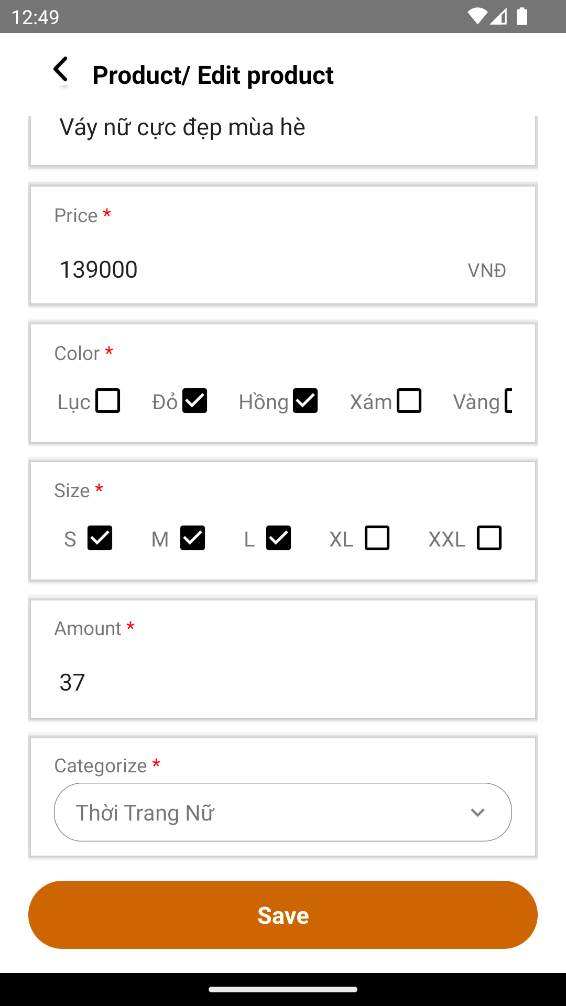 12:49
Product/ Edit product
Váy nữ cực đẹp mùa hè
Price *
139000 VNĐ
Color *
Lục Đỏ Hồng Xám Vàng
Size *
S M L XL XXL
Amount *
37
Categorize *
Thời Trang Nữ
Save